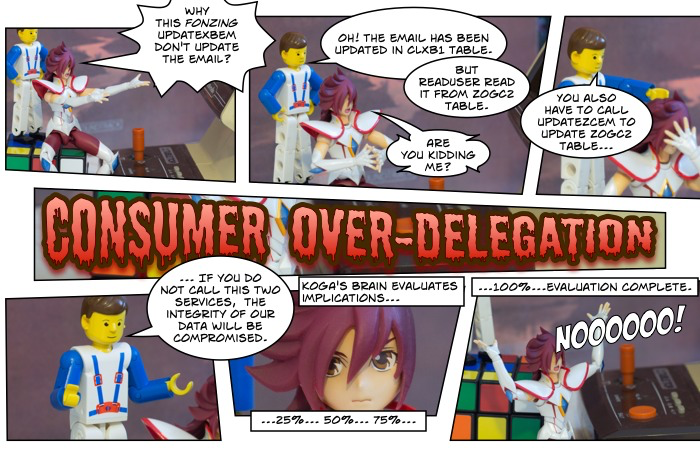 WHY
THIS FONZING
UPDATEXBEM
DON'T UPDATE
THE EMAIL?
OH! THE EMAIL HAS BEEN
UPDATED IN CLXB1 TABLE.
BUT
READUSER READ
IT FROM ZOGC2
TABLE.
ARE
YOU KIDDING
ME?
YOU ALSO
HAVE TO CALL
UPDATEZCEM TO
UPDATE ZOGC2
TABLE...
CONSUMER OVER-DELEGATION
... IF YOU DO
NOT CALL THIS TWO
SERVICES, THE
INTEGRITY OF OUR
DATA WILL BE
COMPROMISED.
KOGA'S BRAIN EVALUATES
IMPLICATIONS...
...25%... 50%... 75%...
...100%...EVALUATION COMPLETE.
NOOOOOO!